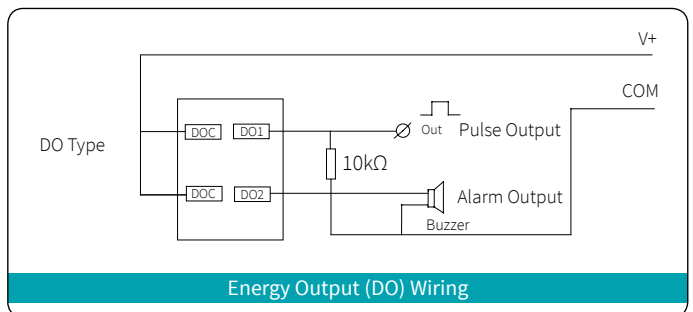 V+
COM
DO Type
DOC DO1
Out Pulse Output
10kΩ
DOC DO2
Alarm Output
Buzzer
Energy Output (DO) Wiring